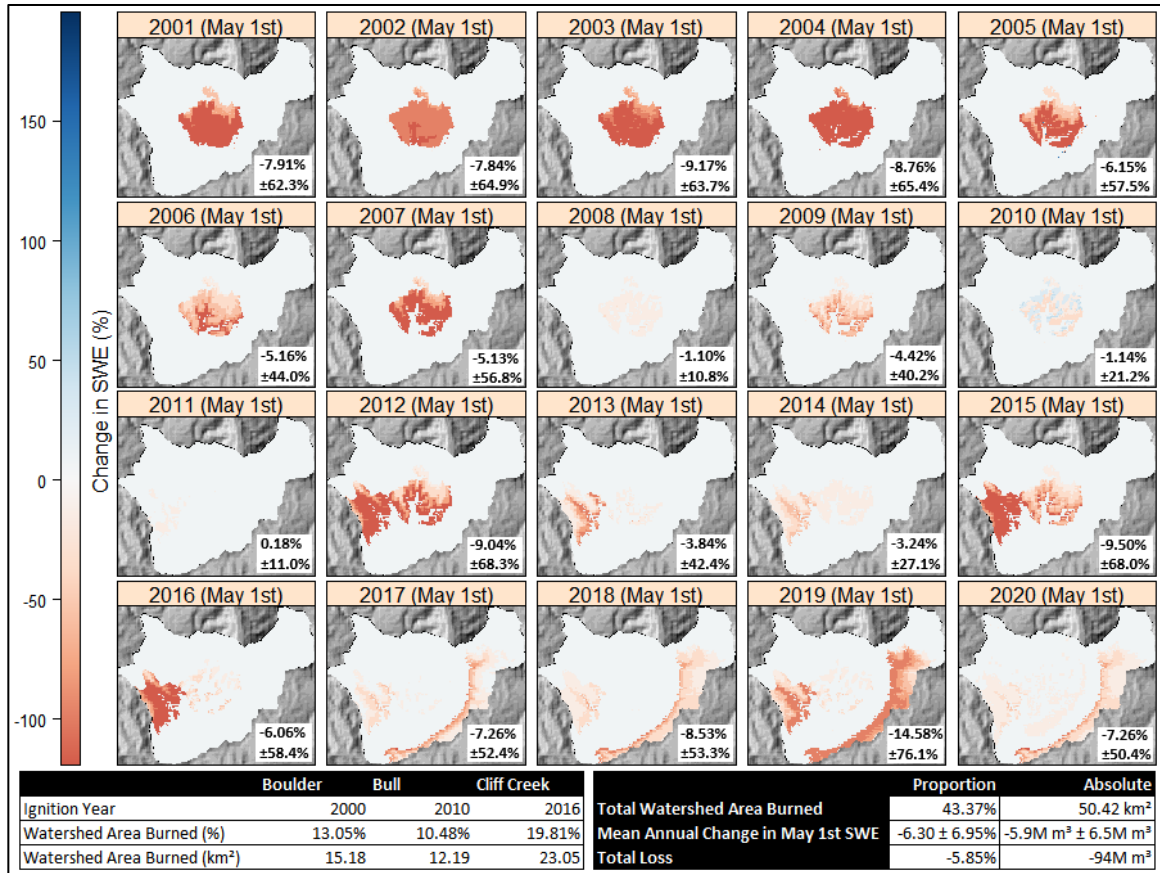 2001 (May 1st) 2002 (May 1st) 2003 (May 1st) 2004 (May 1st) 2005 (May 1st)
-7.91% -7.84% -9.17% -8.76% -6.15%
±62.3% ±64.9% ±63.7% ±65.4% ±57.5%
2006 (May 1st) 2007 (May 1st) 2008 (May 1st) 2009 (May 1st) 2010 (May 1st)
-5.16% -5.13% -1.10% -4.42% -1.14%
±44.0% ±56.8% ±10.8% ±40.2% ±21.2%
2011 (May 1st) 2012 (May 1st) 2013 (May 1st) 2014 (May 1st) 2015 (May 1st)
0.18% -9.04% -3.84% -3.24% -9.50%
±11.0% ±68.3% ±42.4% ±27.1% ±68.0%
2016 (May 1st) 2017 (May 1st) 2018 (May 1st) 2019 (May 1st) 2020 (May 1st)
-6.06% -7.26% -8.53% -14.58% -7.26%
±58.4% ±52.4% ±53.3% ±76.1% ±50.4%
150
100
50
0
-50
-100
Change in SWE (%)
Boulder Bull Cliff Creek
Ignition Year 2000 2010 2016
Watershed Area Burned (%) 13.05% 10.48% 19.81%
Watershed Area Burned (km²) 15.18 12.19 23.05
Proportion Absolute
Total Watershed Area Burned 43.37% 50.42 km²
Mean Annual Change in May 1st SWE -6.30 ± 6.95% -5.9M m³ ± 6.5M m³
Total Loss -5.85% -94M m³